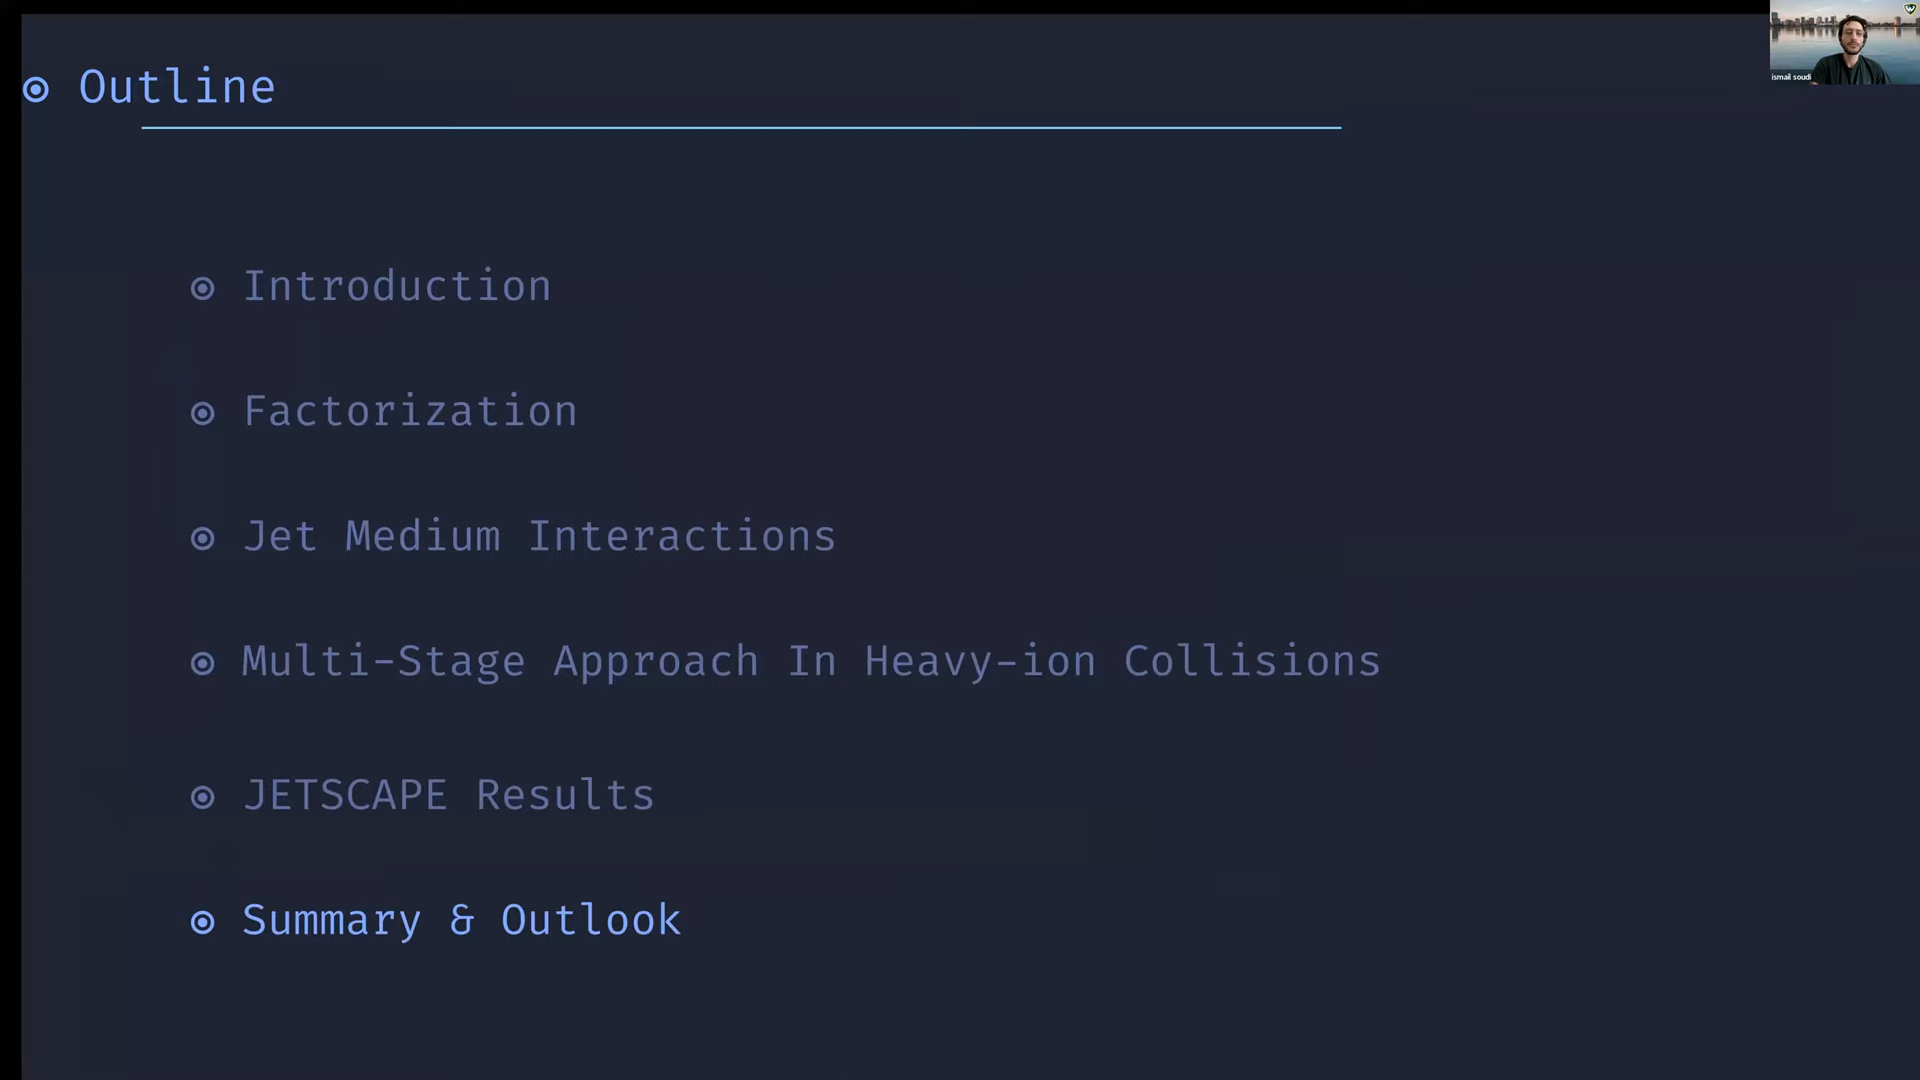 Outline
Introduction
Factorization
Jet Medium Interactions
Multi-Stage Approach In Heavy-ion Collisions
JETSCAPE Results
Summary & Outlook
ismail soudi